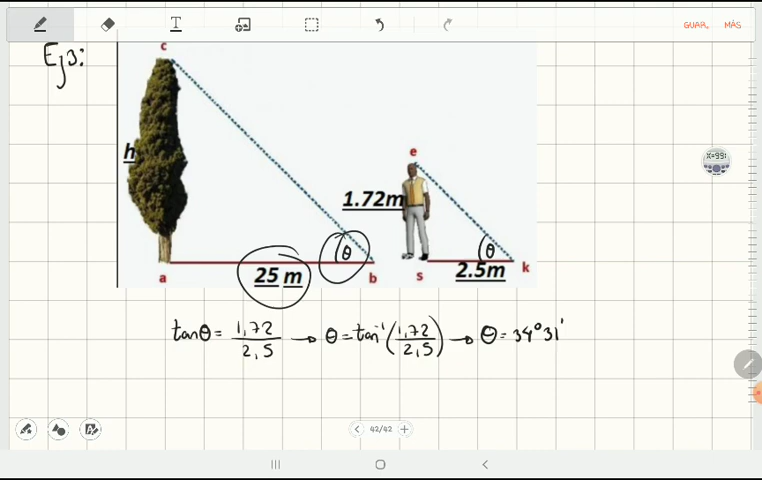 GUAR. MÁS
Ej3:
c
h
e
1.72m
θ
θ
a
25 m
b
s
2.5m
k
tanθ = 1,72 / 2,5 → θ = tan⁻¹(1,72 / 2,5) → θ = 34°31'
42/42